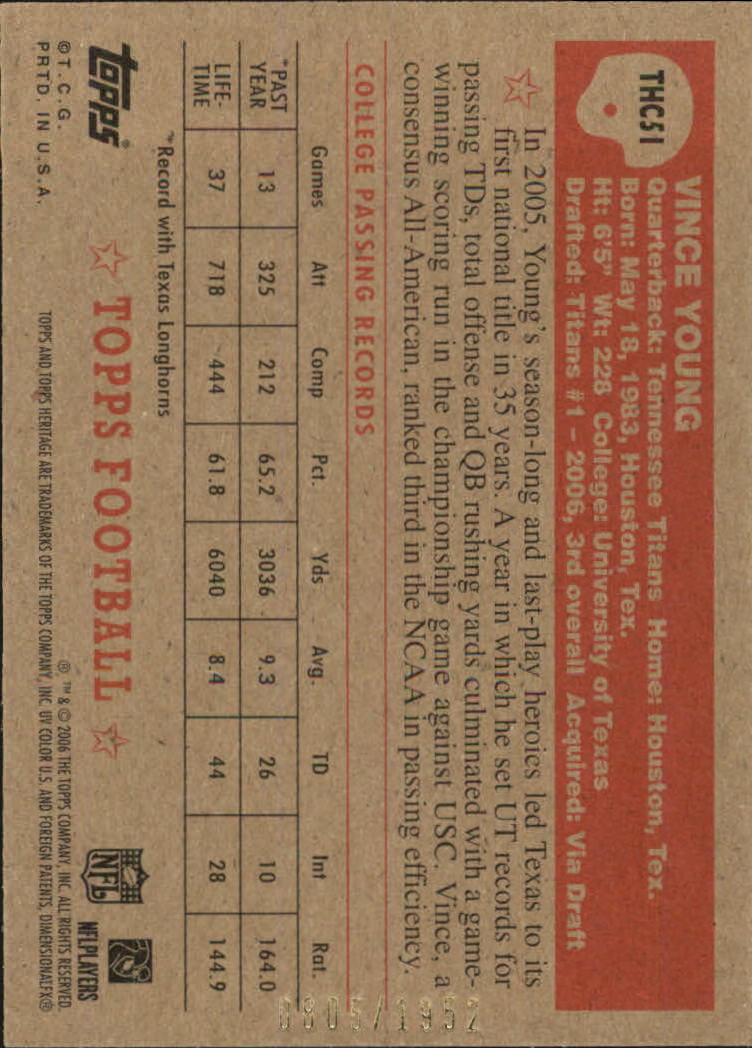 THC51
VINCE YOUNG
Quarterback: Tennessee Titans Home: Houston, Tex.
Born: May 18, 1983, Houston, Tex.
Ht: 6'5" Wt: 228 College: University of Texas
Drafted: Titans #1 - 2006, 3rd overall Acquired: Via Draft
In 2005, Young's season-long and last-play heroics led Texas to its
first national title in 35 years. A year in which he set UT records for
passing TDs, total offense and QB rushing yards culminated with a game-
winning scoring run in the championship game against USC. Vince, a
consensus All-American, ranked third in the NCAA in passing efficiency.
COLLEGE PASSING RECORDS
Games Att Comp Pct. Yds Avg. TD Int Rat.
*PAST YEAR 13 325 212 65.2 3036 9.3 26 10 164.0
LIFE-TIME 37 718 444 61.8 6040 8.4 44 28 144.9
*Record with Texas Longhorns
topps
©T.C.G.
PRTD. IN U.S.A.
TOPPS FOOTBALL
NFL
NFLPLAYERS
®, ™ & © 2006 THE TOPPS COMPANY, INC. ALL RIGHTS RESERVED.
TOPPS AND TOPPS HERITAGE ARE TRADEMARKS OF THE TOPPS COMPANY, INC. UV COLOR U.S. AND FOREIGN PATENTS, DIMENSIONALFX®
0805/1952